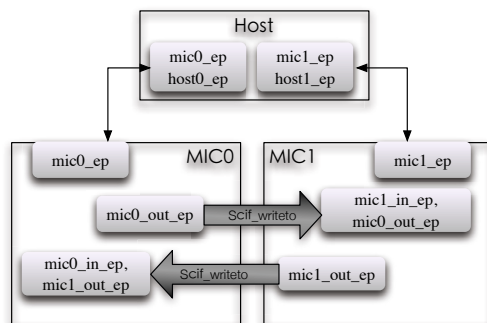 Host
mic0_ep
host0_ep
mic1_ep
host1_ep
MIC0
mic0_ep
mic0_out_ep
mic0_in_ep,
mic1_out_ep
MIC1
mic1_ep
Scif_writeto
mic1_in_ep,
mic0_out_ep
Scif_writeto
mic1_out_ep